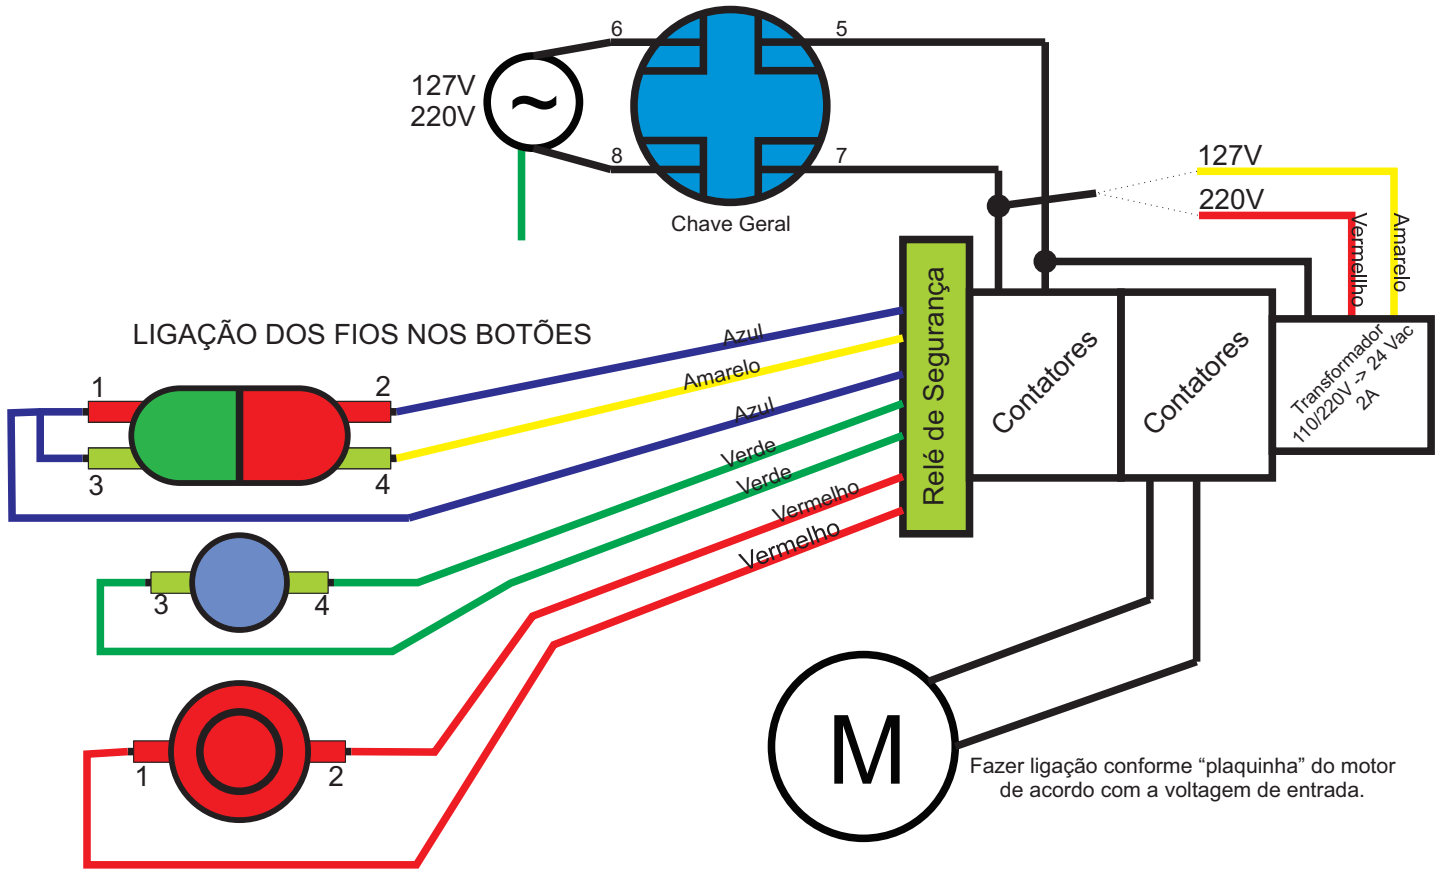 6
5
127V
220V
~
8
7
Chave Geral
127V
220V
Vermellho
Amarelo
Relé de Segurança
Contatores
Contatores
Transformador
110/220V -> 24 Vac
2A
LIGAÇÃO DOS FIOS NOS BOTÕES
Azul
Amarelo
Azul
Verde
Verde
Vermelho
Vermelho
1
2
3
4
3
4
1
2
M
Fazer ligação conforme “plaquinha” do motor
de acordo com a voltagem de entrada.